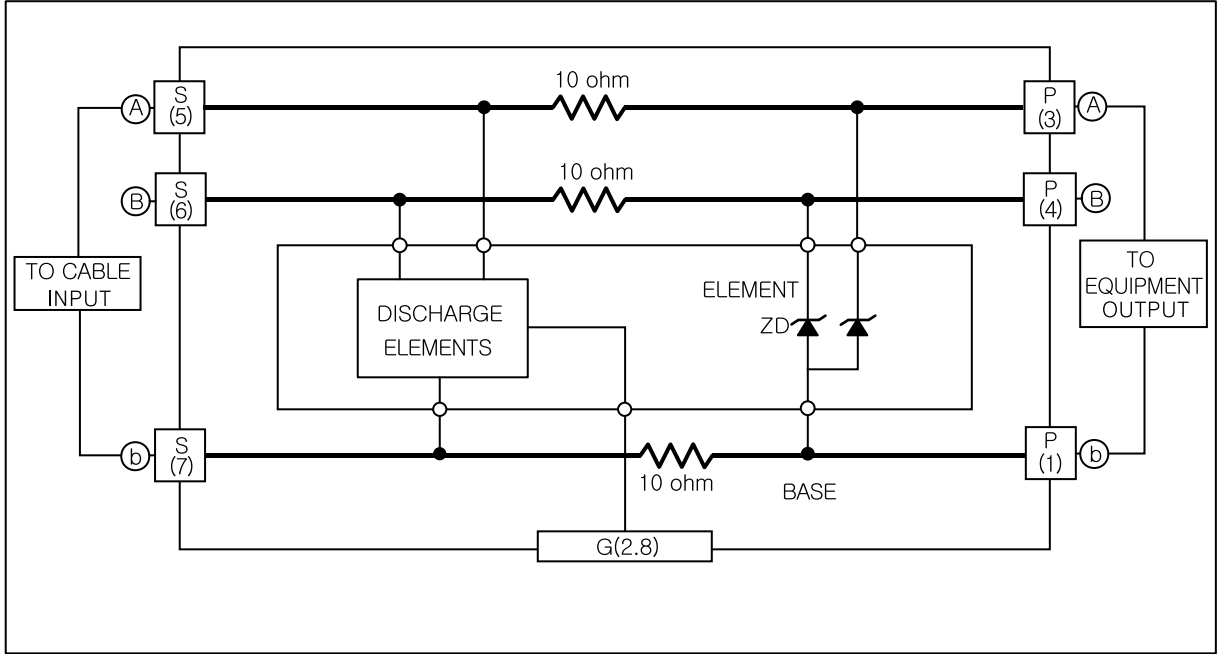 10 ohm
A
S
(5)
P
(3)
A
10 ohm
B
S
(6)
P
(4)
B
TO CABLE
INPUT
DISCHARGE
ELEMENTS
ELEMENT
ZD
TO
EQUIPMENT
OUTPUT
b
S
(7)
10 ohm
BASE
P
(1)
b
G(2.8)